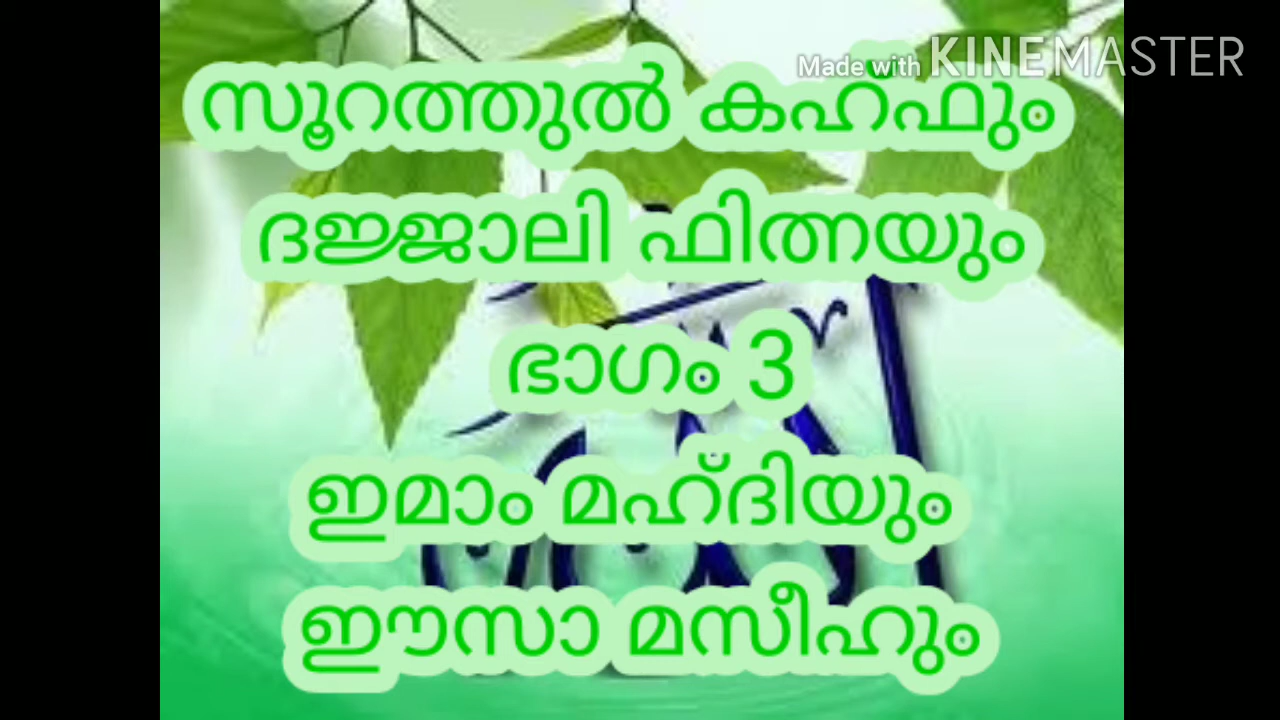 Made with KINEMASTER
സൂറത്തുൽ കഹ്ഫും
ദജ്ജാലി ഫിത്നയും
ഭാഗം 3
ഇമാം മഹ്ദിയും
ഈസാ മസീഹും